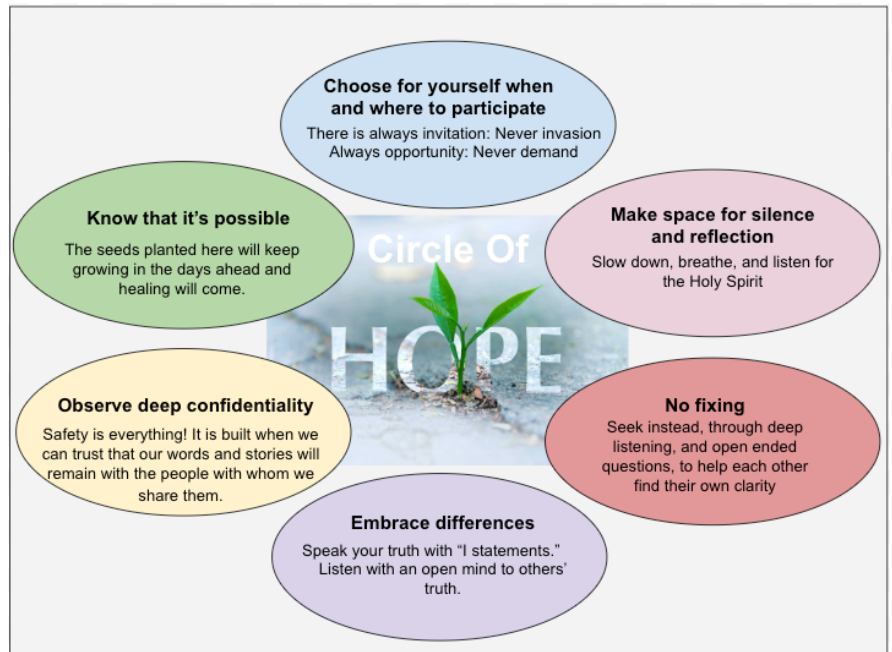 Choose for yourself when
and where to participate
There is always invitation: Never invasion
Always opportunity: Never demand
Know that it’s possible
The seeds planted here will keep
growing in the days ahead and
healing will come.
Make space for silence
and reflection
Slow down, breathe, and listen for
the Holy Spirit
Circle Of
HOPE
Observe deep confidentiality
Safety is everything! It is built when we
can trust that our words and stories will
remain with the people with whom we
share them.
No fixing
Seek instead, through deep
listening, and open ended
questions, to help each other
find their own clarity
Embrace differences
Speak your truth with “I statements.”
Listen with an open mind to others’
truth.